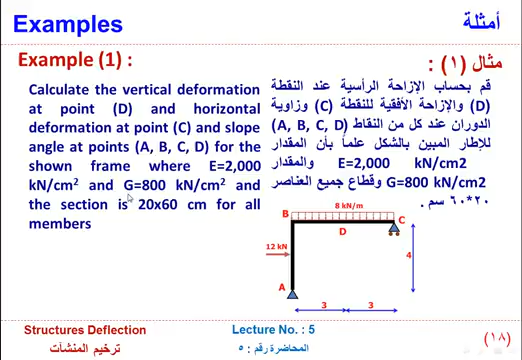 Examples
أمثلة
Example (1) :
مثال (١) :
Calculate the vertical deformation
at point (D) and horizontal
deformation at point (C) and slope
angle at points (A, B, C, D) for the
shown frame where E=2,000
kN/cm2 and G=800 kN/cm2 and
the section is 20x60 cm for all
members
قم بحساب الإزاحة الرأسية عند النقطة
(D) والإزاحة الأفقية للنقطة (C) وزاوية
الدوران عند كل من النقاط (A, B, C, D)
للإطار المبين بالشكل علماً بأن المقدار
E=2,000 kN/cm2 والمقدار
G=800 kN/cm2 وقطاع جميع العناصر
٢٠*٦٠ سم .
8 kN/m
B
C
D
12 kN
4
A
3
3
Structures Deflection
Lecture No. : 5
ترخيم المنشآت
المحاضرة رقم : ٥
(١٨)